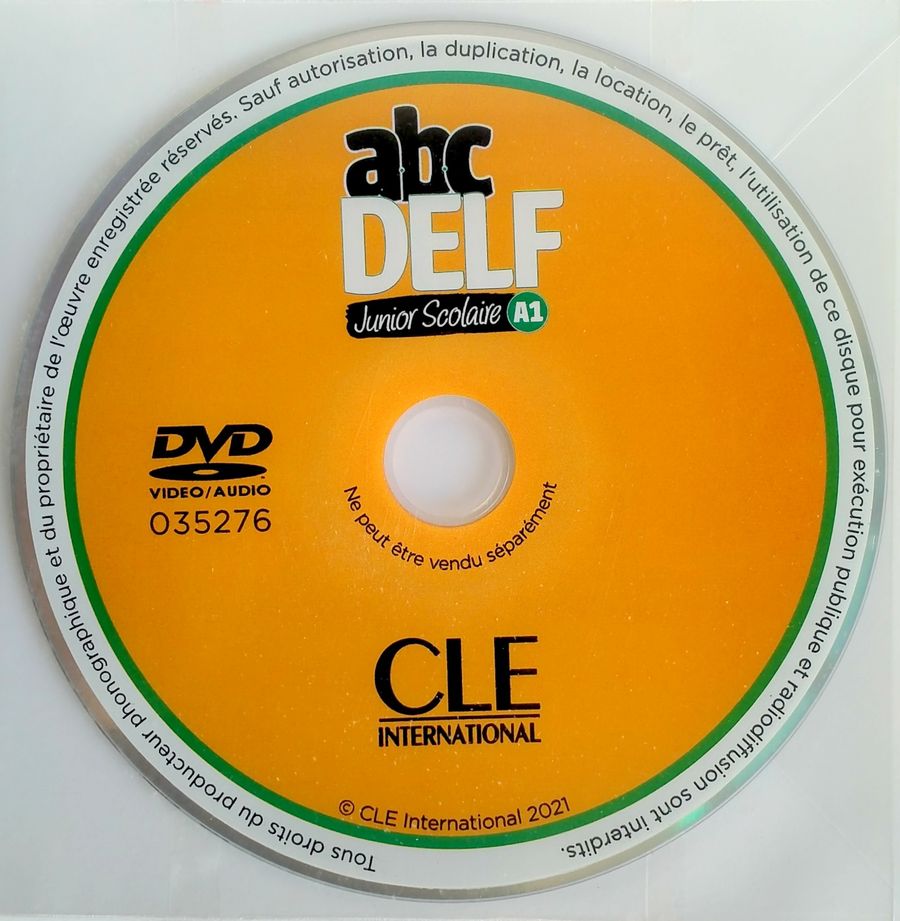 abc
DELF
Junior Scolaire A1
DVD
VIDEO/AUDIO
035276
Ne peut être vendu séparément
CLE
INTERNATIONAL
© CLE International 2021
Tous droits du producteur phonographique et du propriétaire de l'œuvre enregistrée réservés. Sauf autorisation, la duplication, la location, le prêt, l'utilisation de ce disque pour exécution publique et radiodiffusion sont interdits.